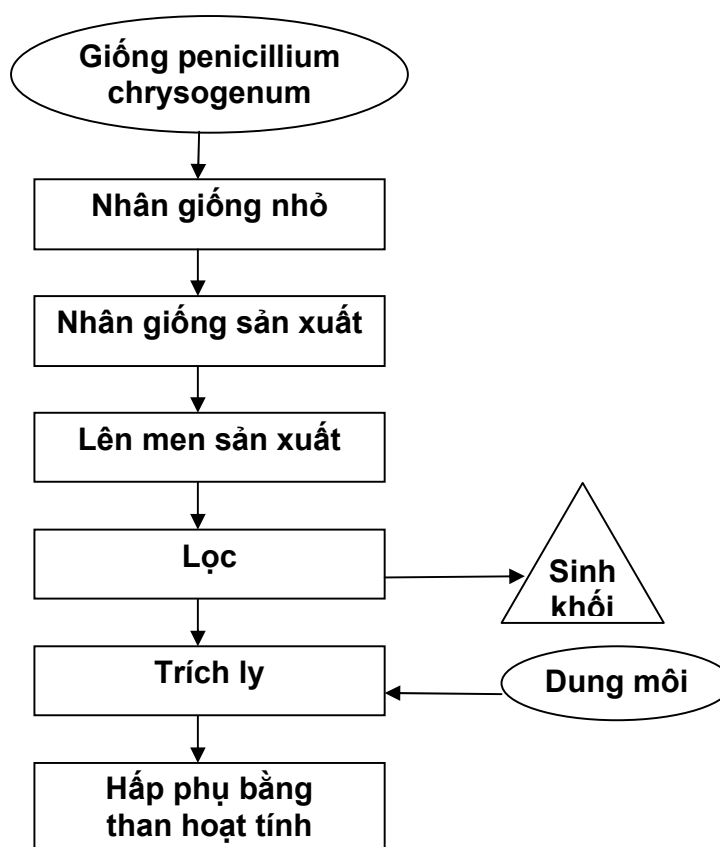 Giống penicillium
chrysogenum
Nhân giống nhỏ
Nhân giống sản xuất
Lên men sản xuất
Lọc
Sinh
khối
Trích ly
Dung môi
Hấp phụ bằng
than hoạt tính